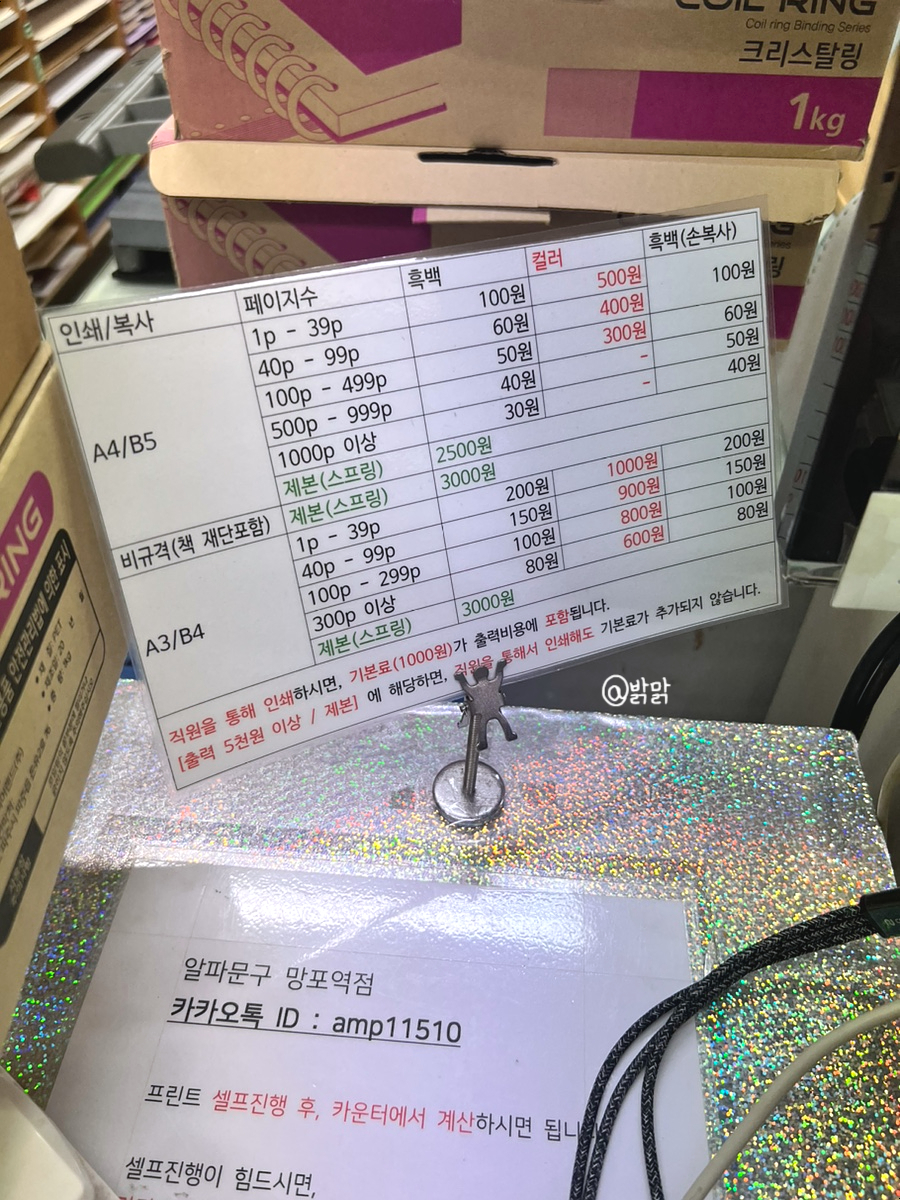 COIL RING
Coil ring Binding Series
크리스탈링
1kg
인쇄/복사 페이지수 흑백 컬러 흑백(손복사)
A4/B5 1p - 39p 100원 500원 100원
40p - 99p 60원 400원 60원
100p - 499p 50원 300원 50원
500p - 999p 40원 - 40원
1000p 이상 30원 -
제본(스프링) 2500원
비규격(책 재단포함) 제본(스프링) 3000원
A3/B4 1p - 39p 200원 1000원 200원
40p - 99p 150원 900원 150원
100p - 299p 100원 800원 100원
300p 이상 80원 600원 80원
제본(스프링) 3000원
직원을 통해 인쇄하시면, 기본료(1000원)가 출력비용에 포함됩니다.
[출력 5천원 이상 / 제본] 에 해당하면, 직원을 통해서 인쇄해도 기본료가 추가되지 않습니다.
@밝맑
RING
안전관리법에 의한 표시
알파문구 망포역점
카카오톡 ID : amp11510
프린트 셀프진행 후, 카운터에서 계산하시면 됩니
셀프진행이 힘드시면,